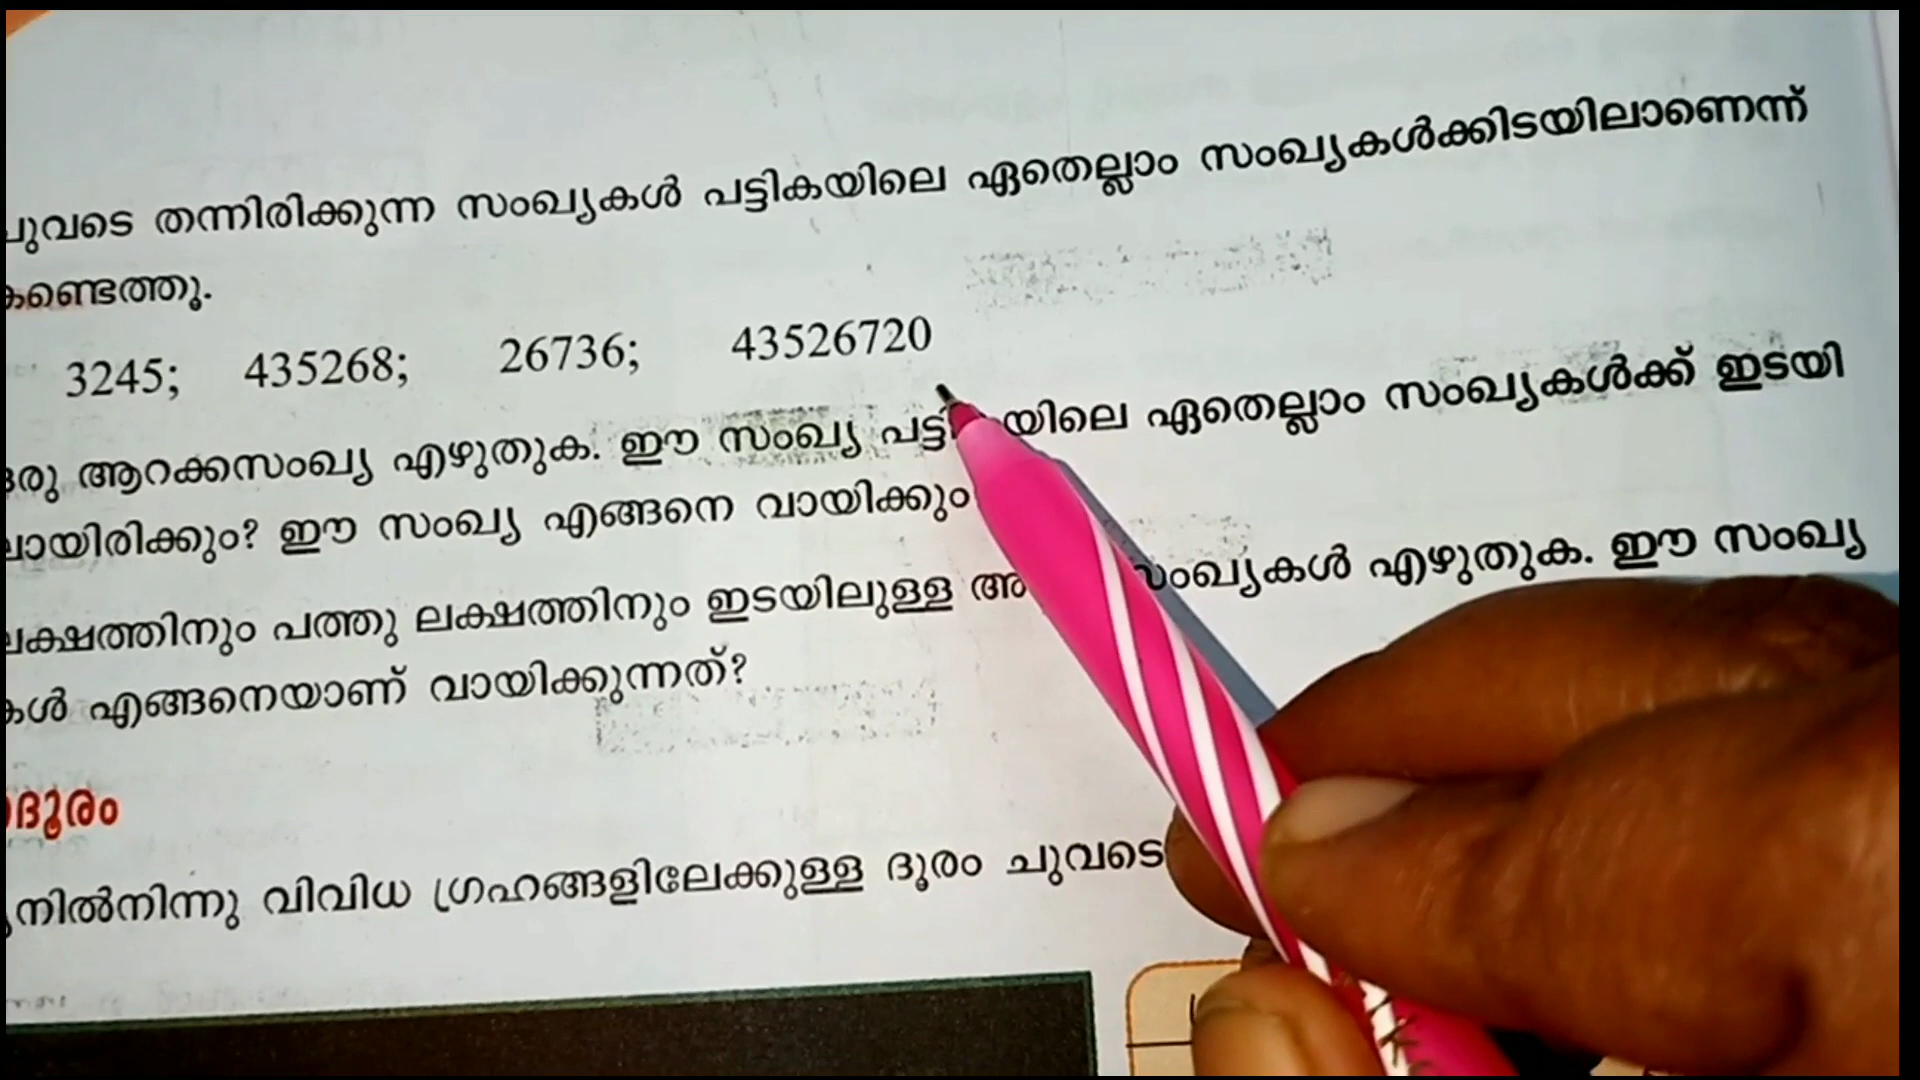 ചുവടെ തന്നിരിക്കുന്ന സംഖ്യകൾ പട്ടികയിലെ ഏതെല്ലാം സംഖ്യകൾക്കിടയിലാണെന്ന്
കണ്ടെത്തൂ.
3245; 435268; 26736; 43526720
ഒരു ആറക്കസംഖ്യ എഴുതുക. ഈ സംഖ്യ യിലെ ഏതെല്ലാം സംഖ്യകൾക്ക് ഇടയി
ലായിരിക്കും? ഈ സംഖ്യ എങ്ങനെ വായിക്കും
ലക്ഷത്തിനും പത്തു ലക്ഷത്തിനും ഇടയിലുള്ള സംഖ്യകൾ എഴുതുക. ഈ സംഖ്യ
കൾ എങ്ങനെയാണ് വായിക്കുന്നത്?
ദൂരം
നിൽനിന്നു വിവിധ ഗ്രഹങ്ങളിലേക്കുള്ള ദൂരം ചുവടെ